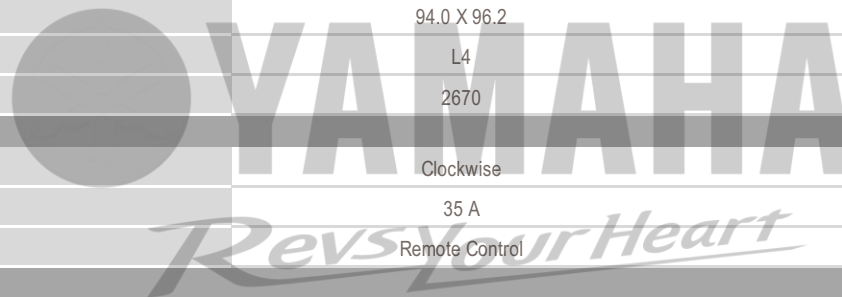 94.0 X 96.2
L4
2670
YAMAHA
Clockwise
35 A
Revs Your Heart
Remote Control